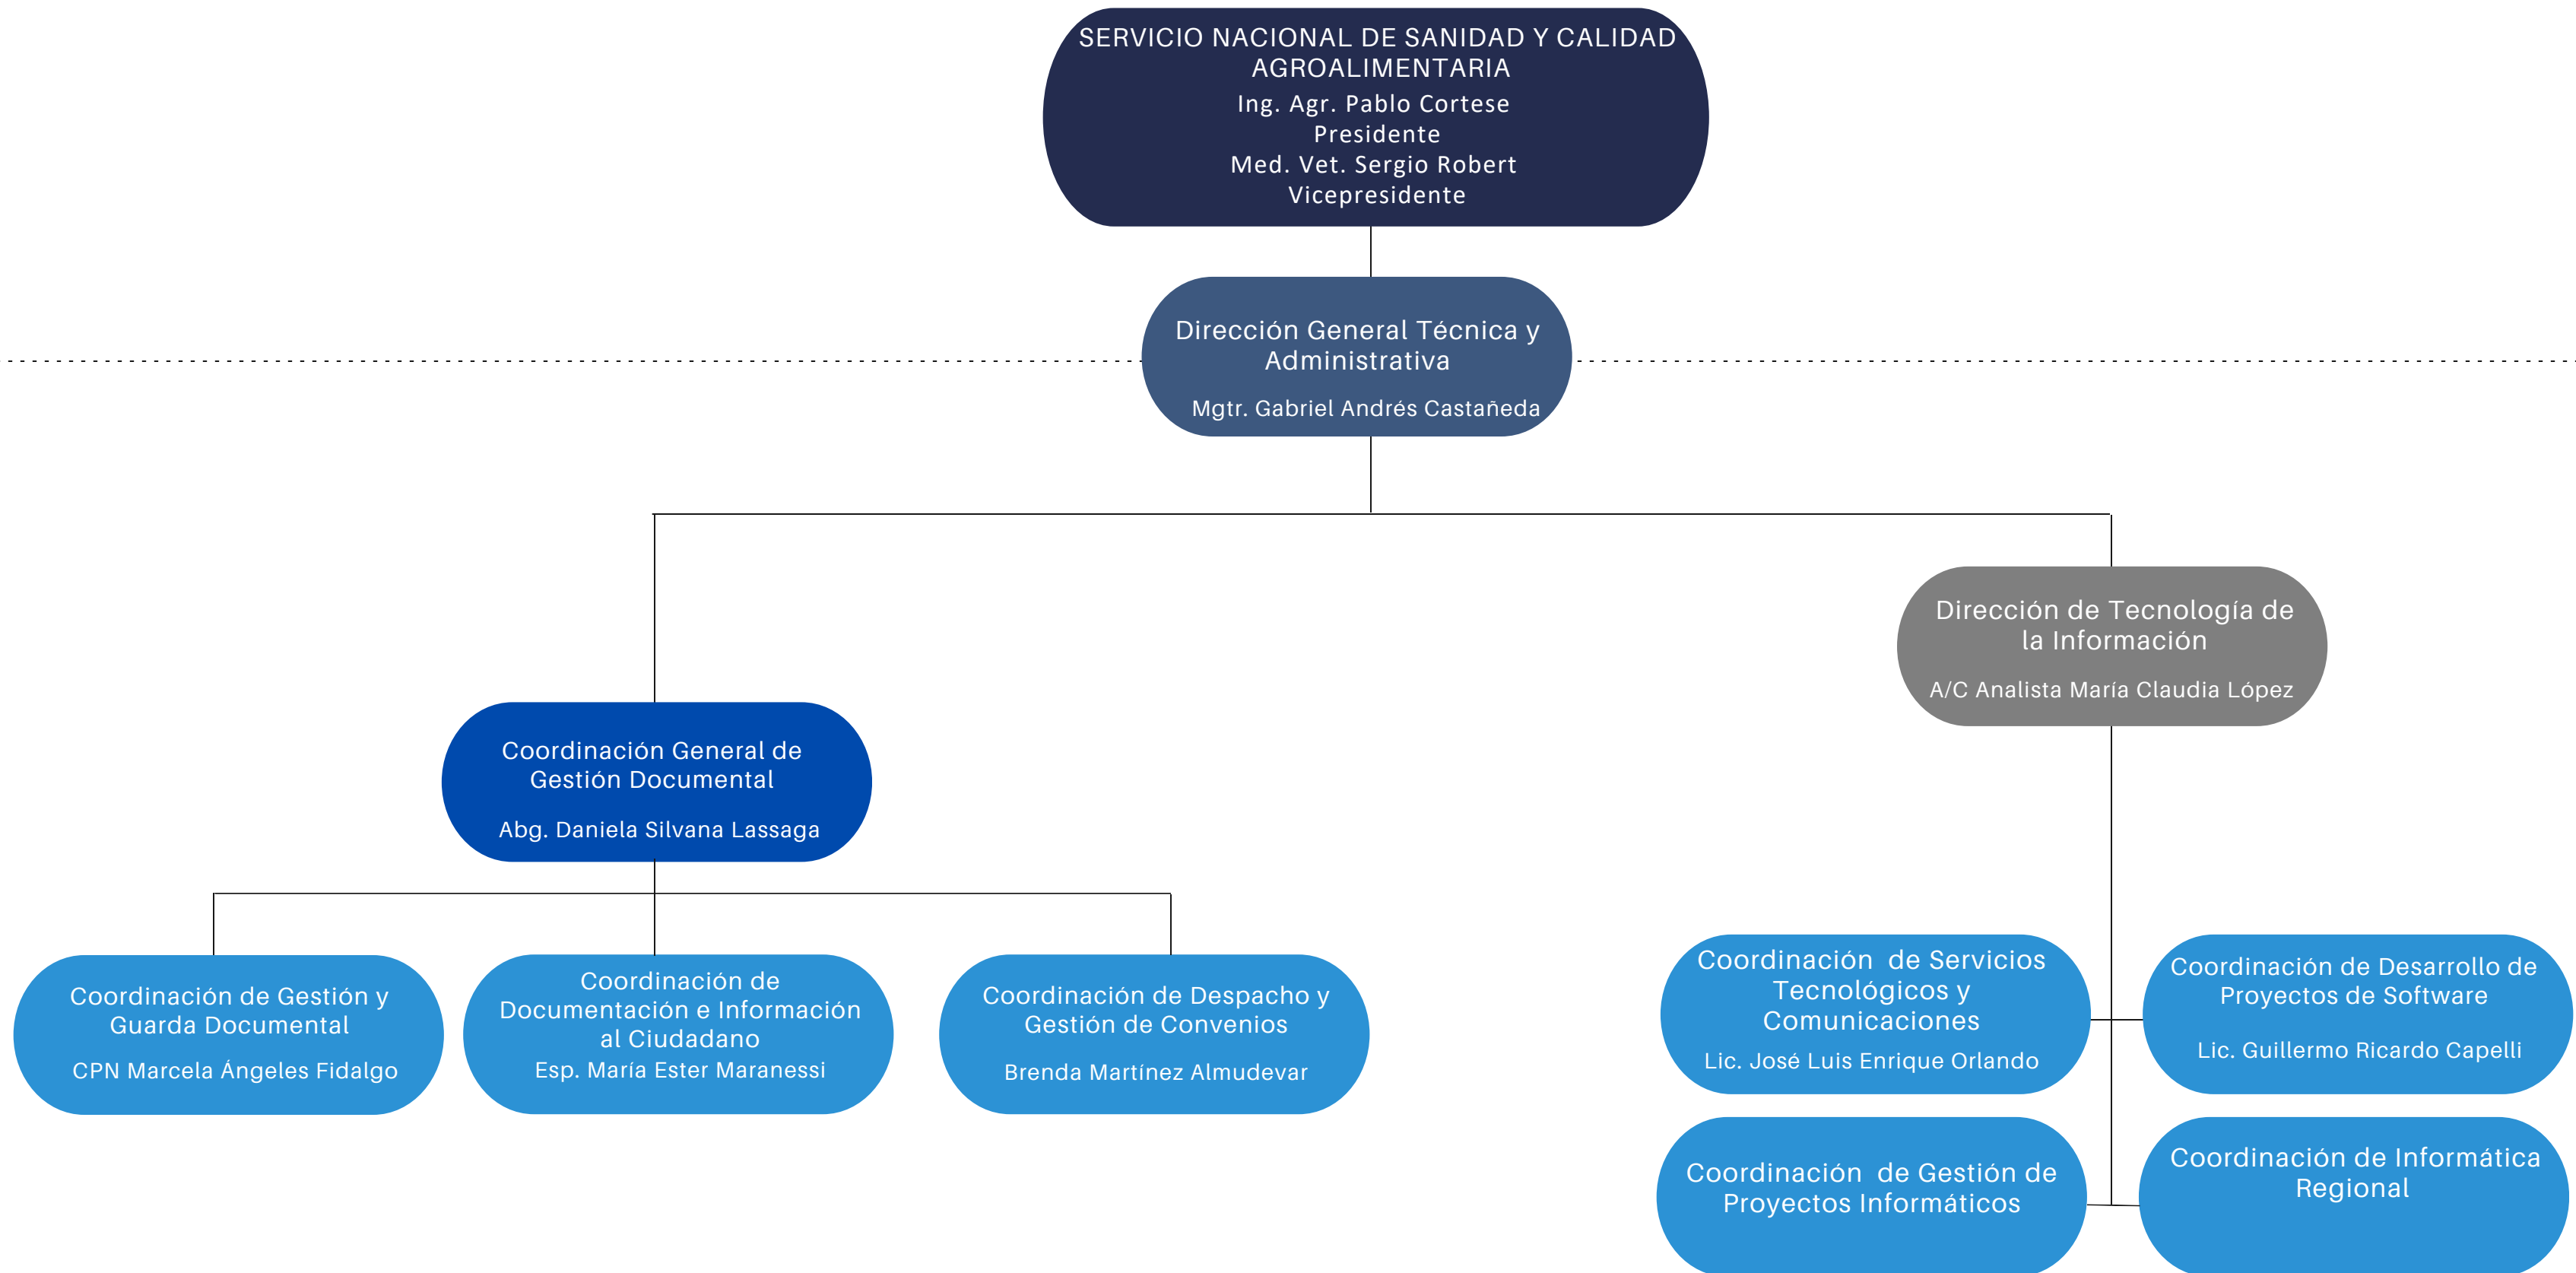 SERVICIO NACIONAL DE SANIDAD Y CALIDAD
AGROALIMENTARIA
Ing. Agr. Pablo Cortese
Presidente
Med. Vet. Sergio Robert
Vicepresidente
Dirección General Técnica y
Administrativa
Mgtr. Gabriel Andrés Castañeda
Dirección de Tecnología de
la Información
A/C Analista María Claudia López
Coordinación General de
Gestión Documental
Abg. Daniela Silvana Lassaga
Coordinación de Gestión y
Guarda Documental
CPN Marcela Ángeles Fidalgo
Coordinación de
Documentación e Información
al Ciudadano
Esp. María Ester Maranessi
Coordinación de Despacho y
Gestión de Convenios
Brenda Martínez Almudevar
Coordinación  de Servicios
Tecnológicos y
Comunicaciones
Lic. José Luis Enrique Orlando
Coordinación de Desarrollo de
Proyectos de Software
Lic. Guillermo Ricardo Capelli
Coordinación  de Gestión de
Proyectos Informáticos
Coordinación de Informática
Regional